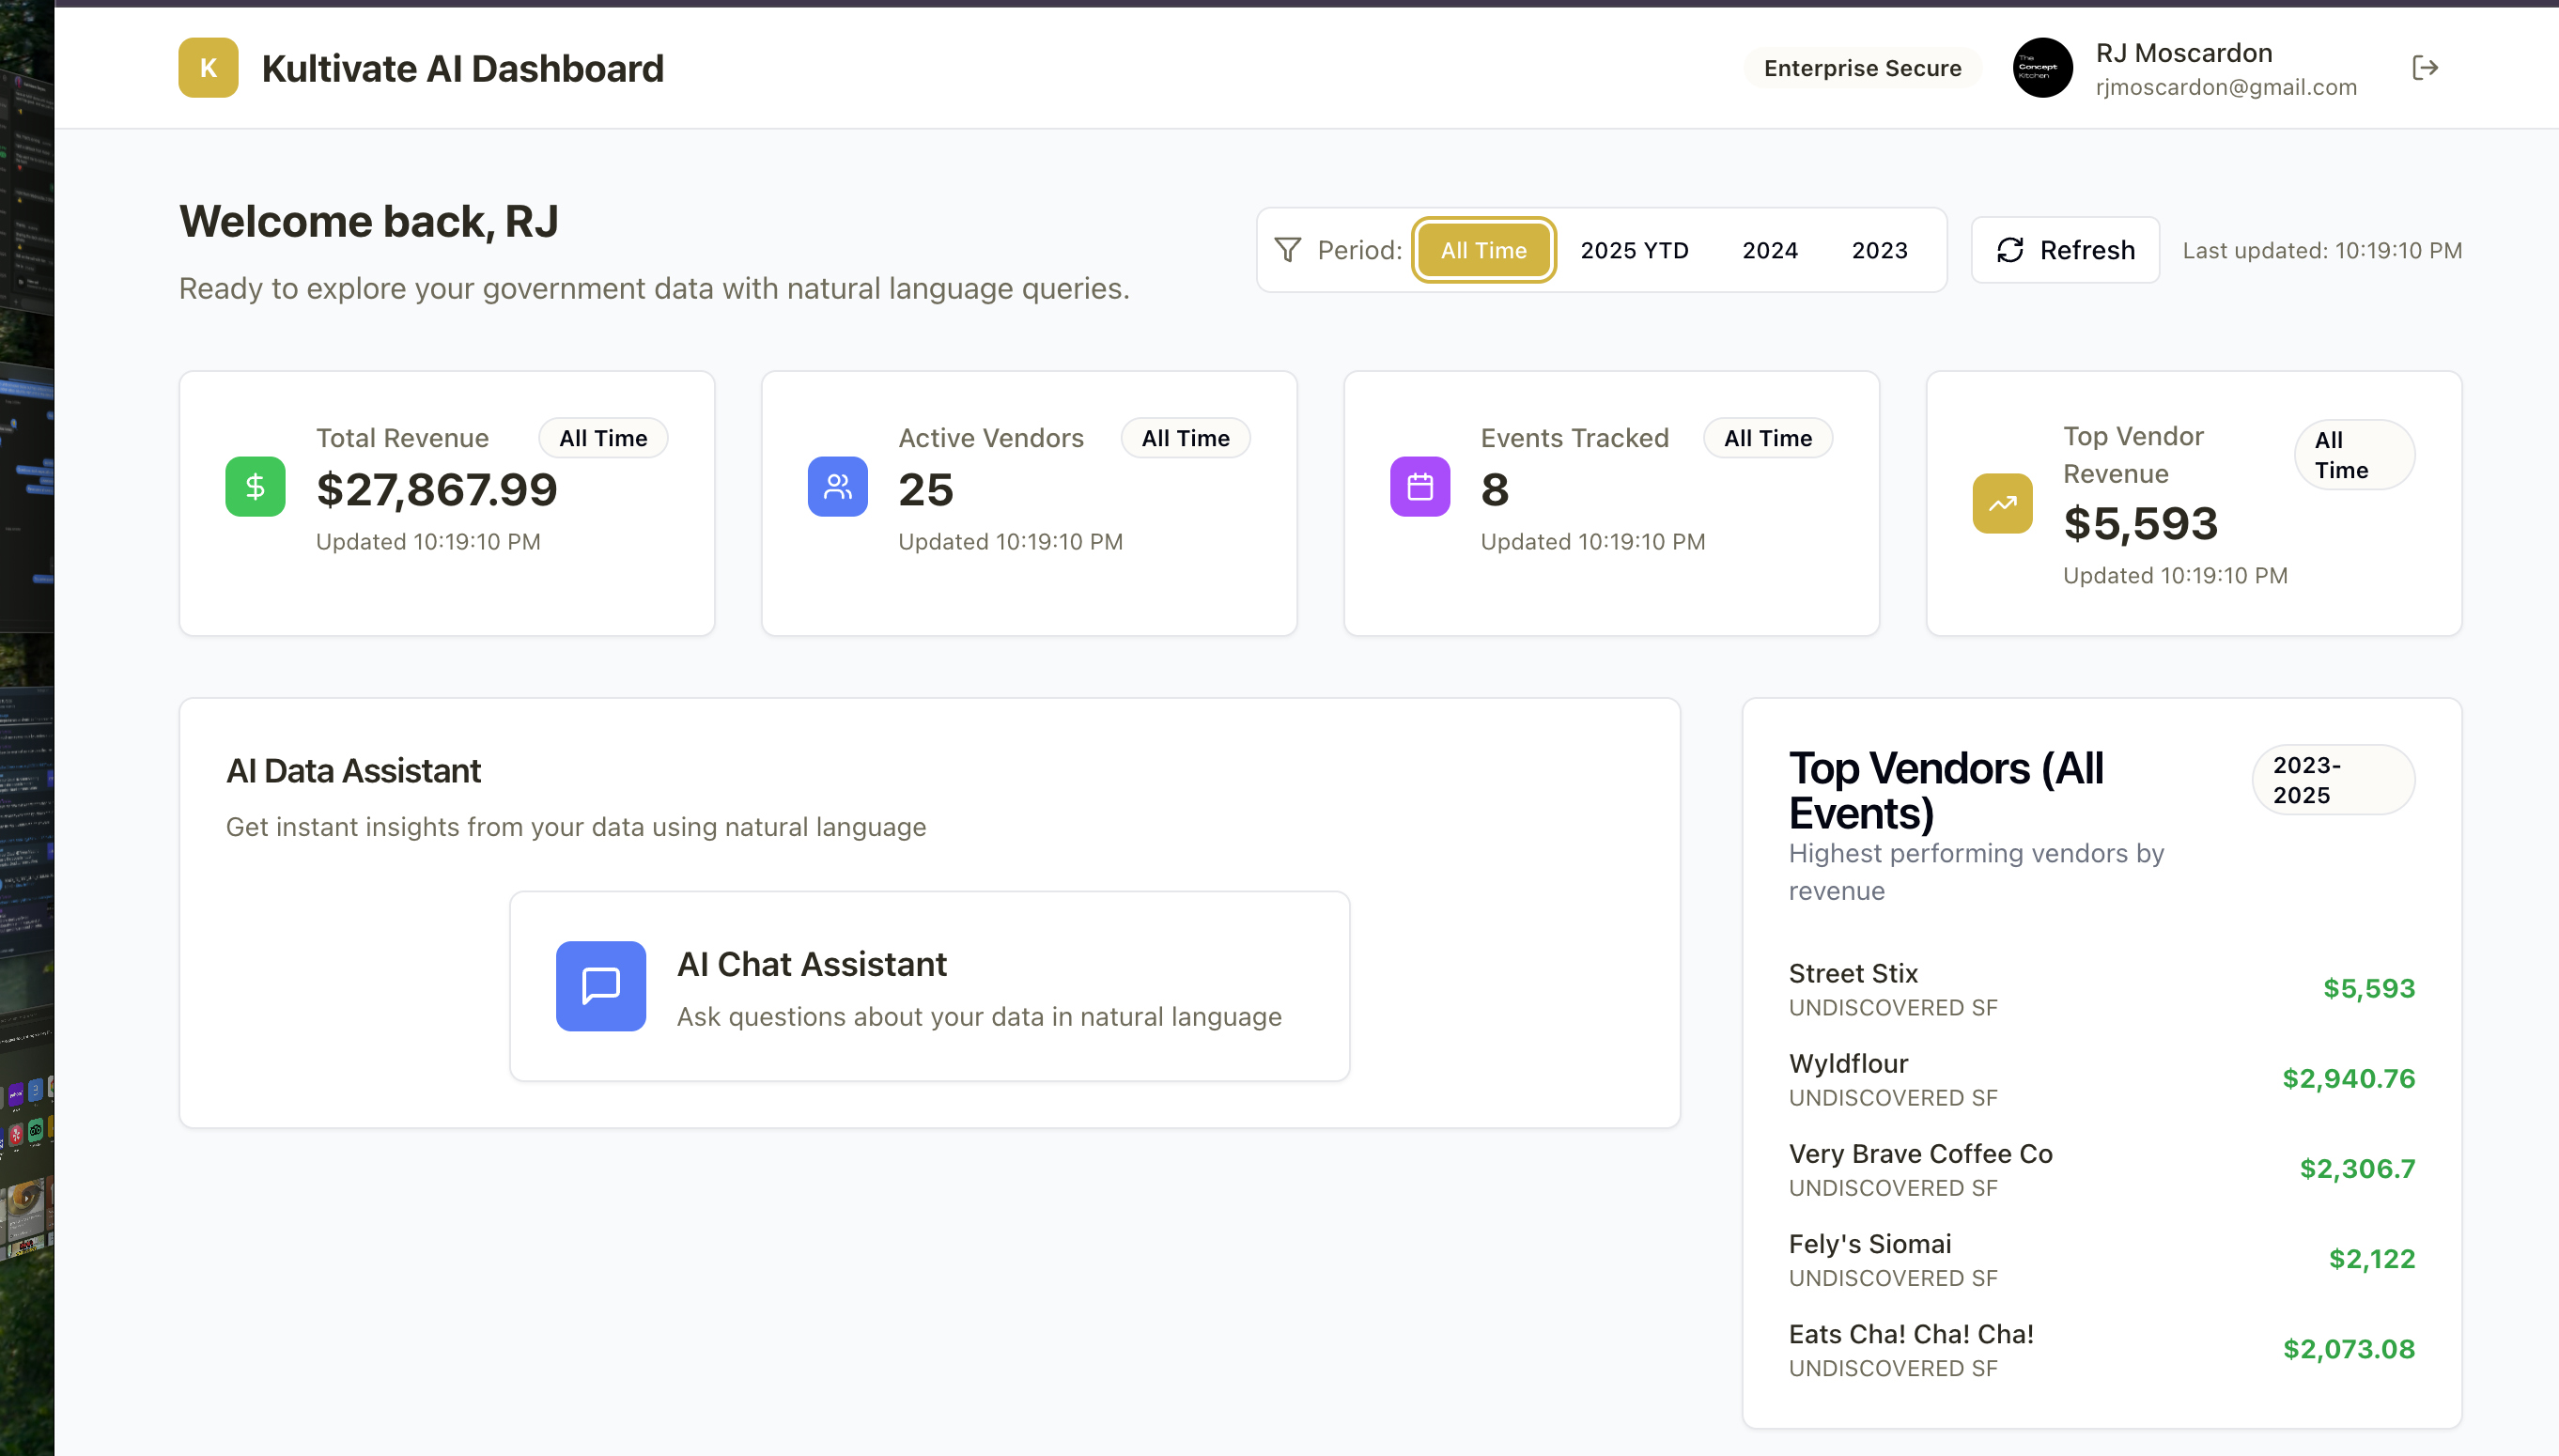 K
Kultivate AI Dashboard
Enterprise Secure
The
Concept
Kitchen
RJ Moscardon
rjmoscardon@gmail.com
Welcome back, RJ
Ready to explore your government data with natural language queries.
Period:
All Time
2025 YTD
2024
2023
Refresh
Last updated: 10:19:10 PM
Total Revenue
All Time
$27,867.99
Updated 10:19:10 PM
Active Vendors
All Time
25
Updated 10:19:10 PM
Events Tracked
All Time
8
Updated 10:19:10 PM
Top Vendor
Revenue
All
Time
$5,593
Updated 10:19:10 PM
AI Data Assistant
Get instant insights from your data using natural language
AI Chat Assistant
Ask questions about your data in natural language
Top Vendors (All
Events)
2023-
2025
Highest performing vendors by
revenue
Street Stix
UNDISCOVERED SF
$5,593
Wyldflour
UNDISCOVERED SF
$2,940.76
Very Brave Coffee Co
UNDISCOVERED SF
$2,306.7
Fely's Siomai
UNDISCOVERED SF
$2,122
Eats Cha! Cha! Cha!
UNDISCOVERED SF
$2,073.08